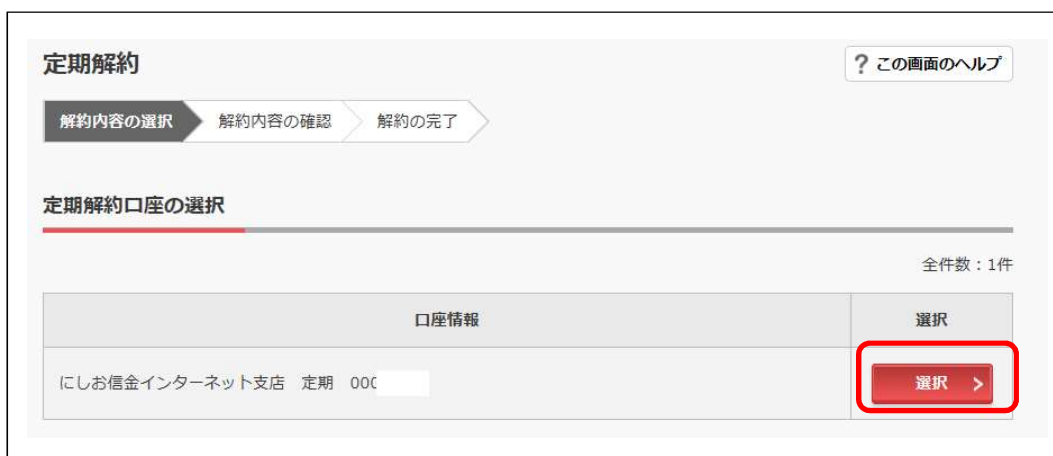 定期解約
? この画面のヘルプ
解約内容の選択 解約内容の確認 解約の完了
定期解約口座の選択
全件数：1件
口座情報 選択
にしお信金インターネット支店 定期 000 選択 >